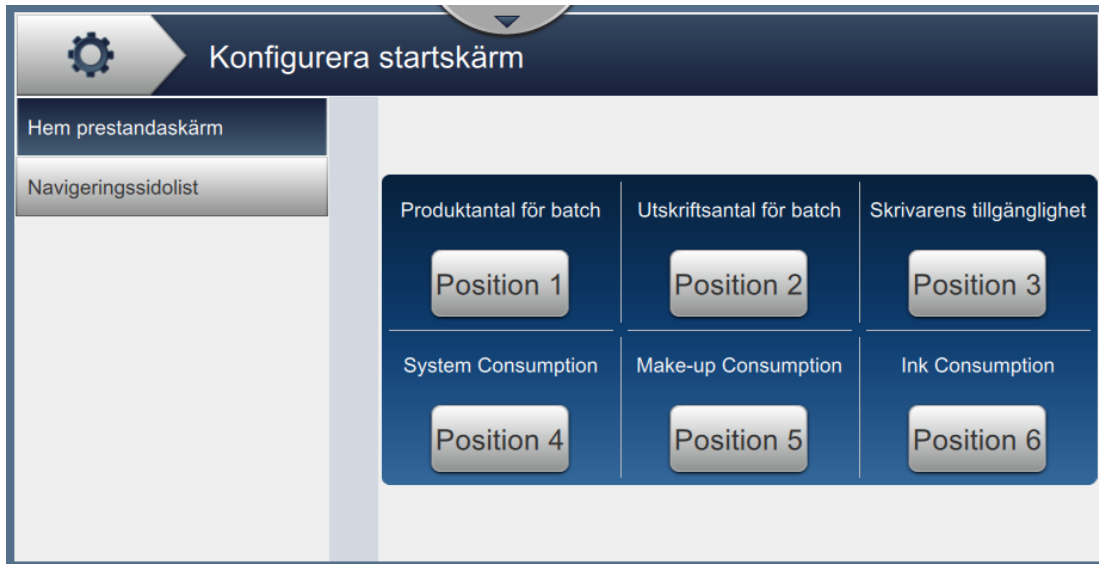 Konfigurera startskärm
Hem prestandaskärm
Navigeringssidolist
Produktantal för batch
Utskriftsantal för batch
Skrivarens tillgänglighet
Position 1
Position 2
Position 3
System Consumption
Make-up Consumption
Ink Consumption
Position 4
Position 5
Position 6